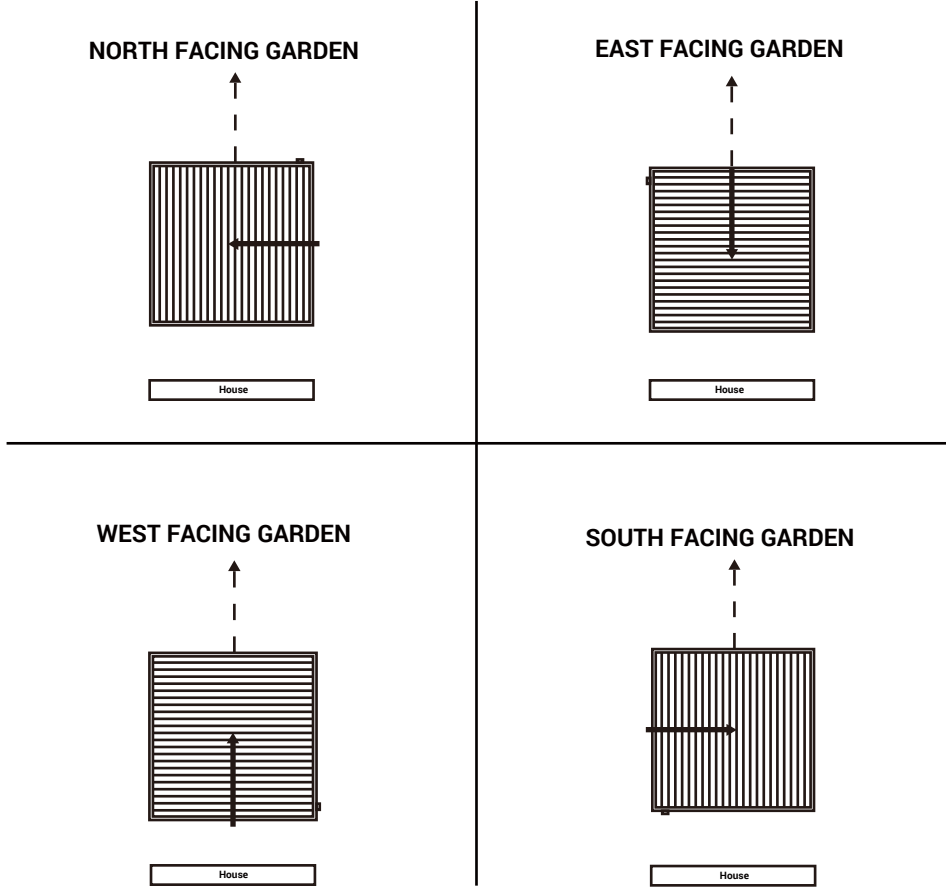 NORTH FACING GARDEN
House
EAST FACING GARDEN
House
WEST FACING GARDEN
House
SOUTH FACING GARDEN
House